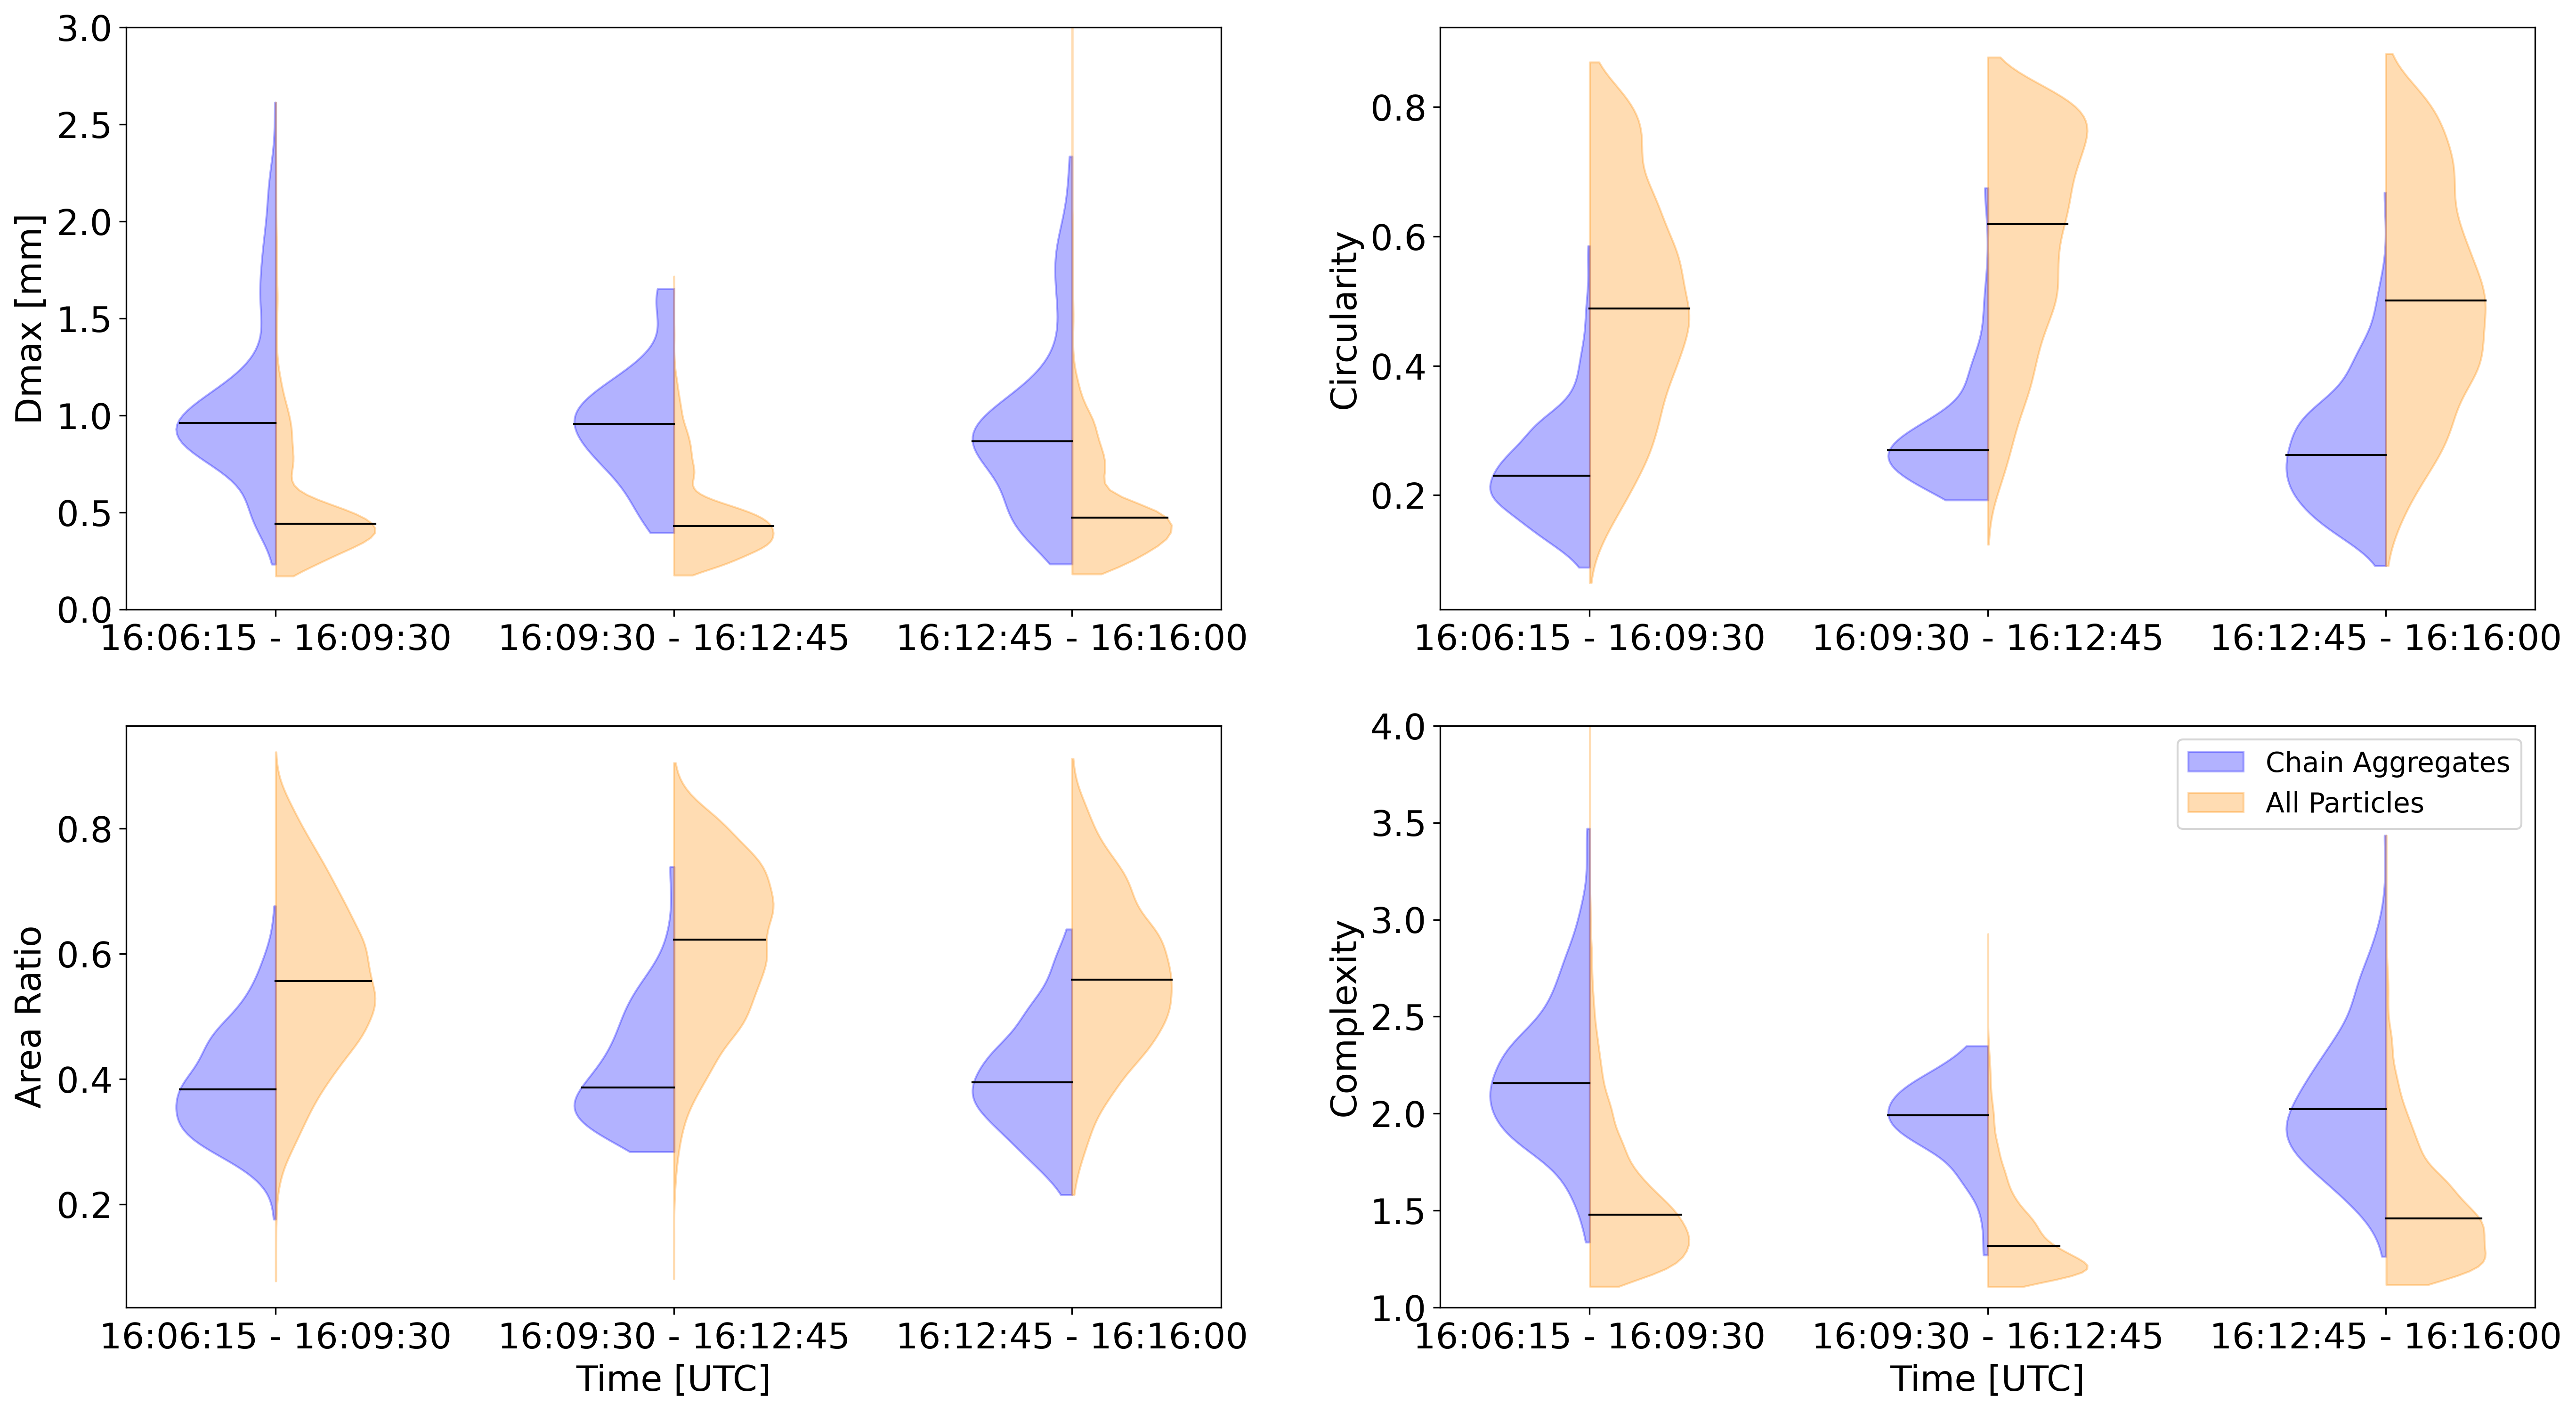 Dmax [mm]
3.0
2.5
2.0
1.5
1.0
0.5
0.0
16:06:15 - 16:09:30
16:09:30 - 16:12:45
16:12:45 - 16:16:00
Circularity
0.8
0.6
0.4
0.2
16:06:15 - 16:09:30
16:09:30 - 16:12:45
16:12:45 - 16:16:00
Area Ratio
0.8
0.6
0.4
0.2
16:06:15 - 16:09:30
16:09:30 - 16:12:45
16:12:45 - 16:16:00
Time [UTC]
Complexity
4.0
3.5
3.0
2.5
2.0
1.5
1.0
Chain Aggregates
All Particles
16:06:15 - 16:09:30
16:09:30 - 16:12:45
16:12:45 - 16:16:00
Time [UTC]